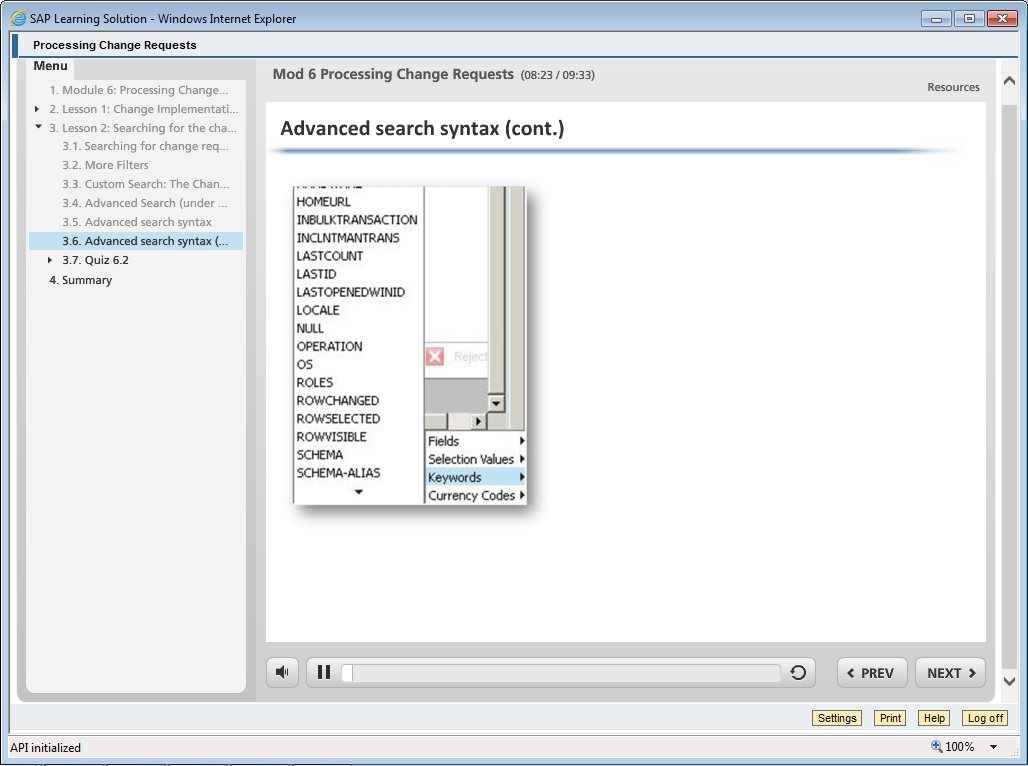 SAP Learning Solution - Windows Internet Explorer
Processing Change Requests
Menu
1. Module 6: Processing Change...
2. Lesson 1: Change Implementati...
3. Lesson 2: Searching for the cha...
3.1. Searching for change req...
3.2. More Filters
3.3. Custom Search: The Chan...
3.4. Advanced Search (under ...
3.5. Advanced search syntax
3.6. Advanced search syntax (...
3.7. Quiz 6.2
4. Summary
Mod 6 Processing Change Requests (08:23 / 09:33)
Resources
Advanced search syntax (cont.)
HOMEURL
INBULKTRANSACTION
INCLNTMANTRANS
LASTCOUNT
LASTID
LASTOPENEDWINID
LOCALE
NULL
OPERATION
OS
ROLES
ROWCHANGED
ROWSELECTED
ROWVISIBLE
SCHEMA
SCHEMA-ALIAS
Reject
Fields
Selection Values
Keywords
Currency Codes
PREV
NEXT
Settings
Print
Help
Log off
API initialized
100%